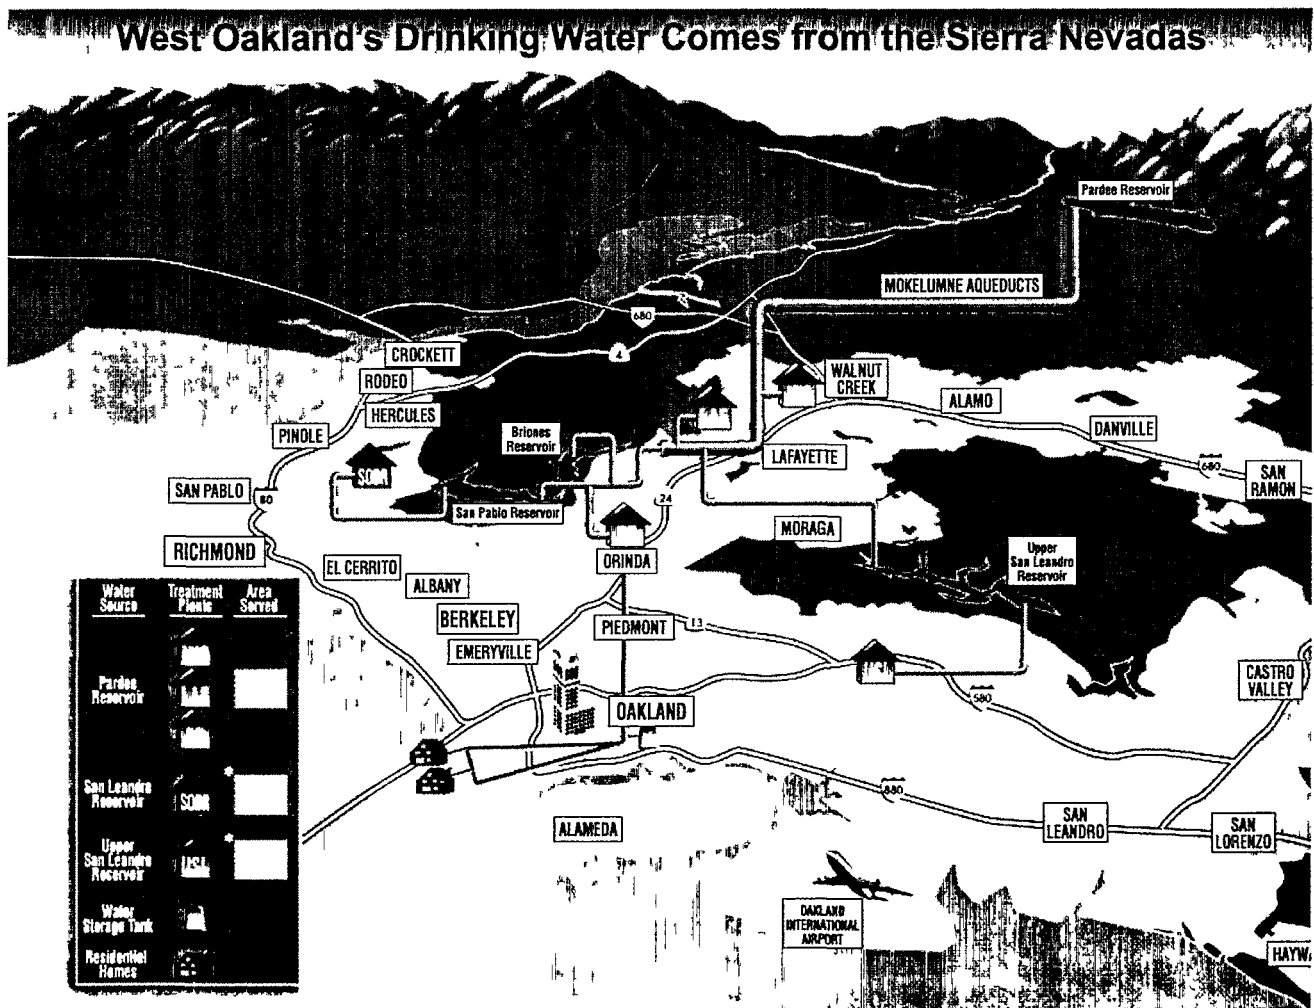 West Oakland's Drinking Water Comes from the Sierra Nevadas
Pardee Reservoir
MOKELUMNE AQUEDUCTS
680
4
CROCKETT
RODEO
HERCULES
PINOLE
SAN PABLO
80
RICHMOND
EL CERRITO
ALBANY
BERKELEY
EMERYVILLE
Briones
Reservoir
San Pablo Reservoir
WALNUT
CREEK
ALAMO
DANVILLE
680
SAN
RAMON
LAFAYETTE
24
MORAGA
Upper
San Leandro
Reservoir
ORINDA
PIEDMONT
13
OAKLAND
580
CASTRO
VALLEY
880
SAN
LEANDRO
SAN
LORENZO
ALAMEDA
OAKLAND
INTERNATIONAL
AIRPORT
HAYW
Water
Source
Treatment
Area
Served
Pardee
Reservoir
Reservoir
Upper
San Leandro
Reservoir
USL
Water
Storage Tank
Residential
Homes